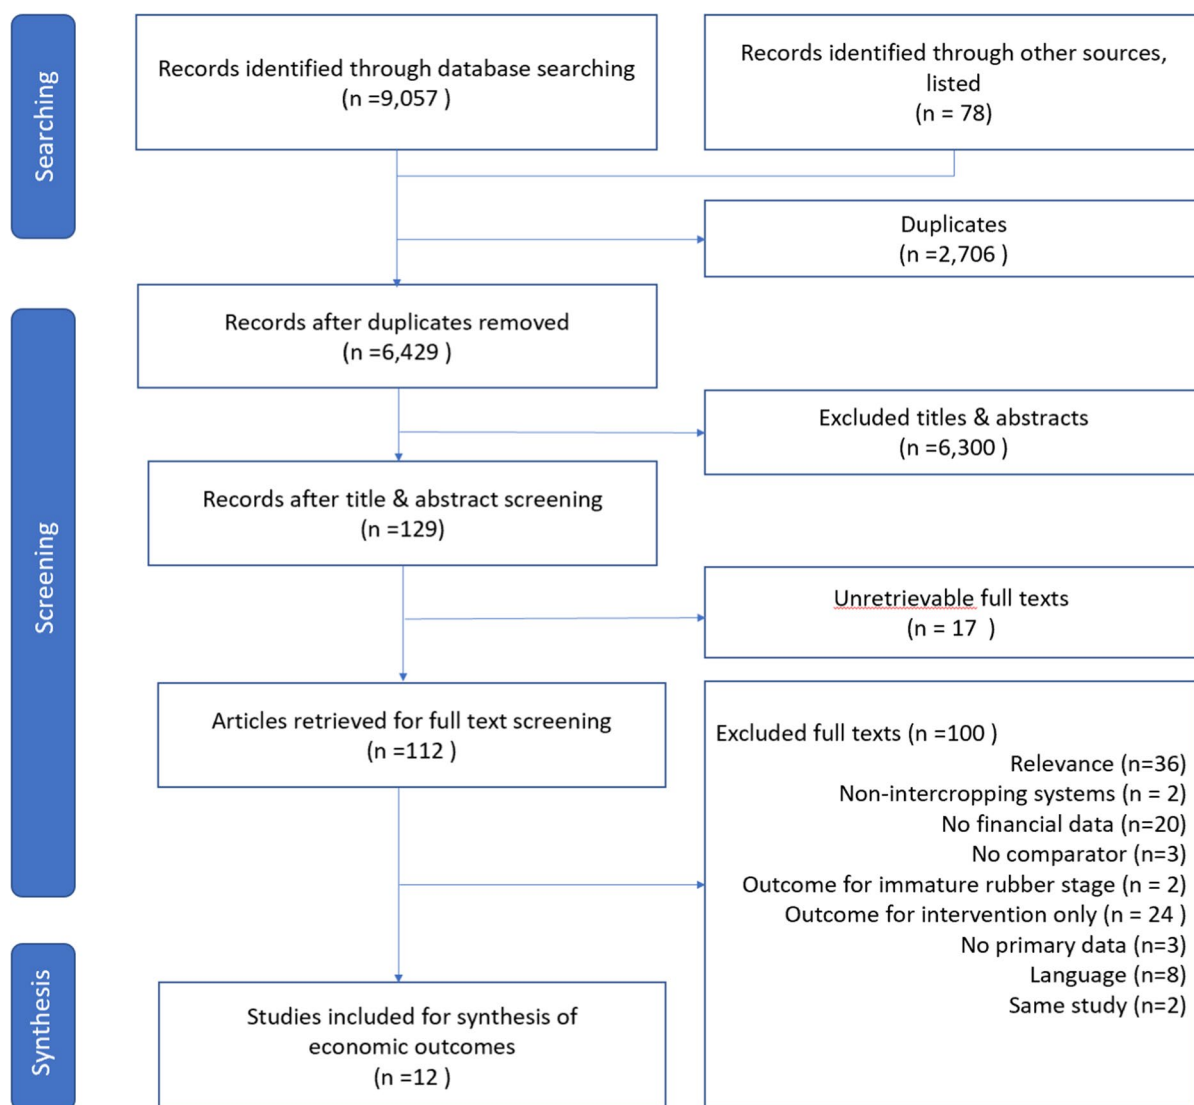 Searching
Records identified through database searching
(n =9,057 )
Records identified through other sources,
listed
(n = 78)
Duplicates
(n =2,706 )
Screening
Records after duplicates removed
(n =6,429 )
Excluded titles & abstracts
(n =6,300 )
Records after title & abstract screening
(n =129)
Unretrievable full texts
(n = 17  )
Articles retrieved for full text screening
(n =112 )
Excluded full texts (n =100 )
Relevance (n=36)
Non-intercropping systems (n = 2)
No financial data (n=20)
No comparator (n=3)
Outcome for immature rubber stage (n = 2)
Outcome for intervention only (n = 24 )
No primary data (n=3)
Language (n=8)
Same study (n=2)
Synthesis
Studies included for synthesis of
economic outcomes
(n =12 )